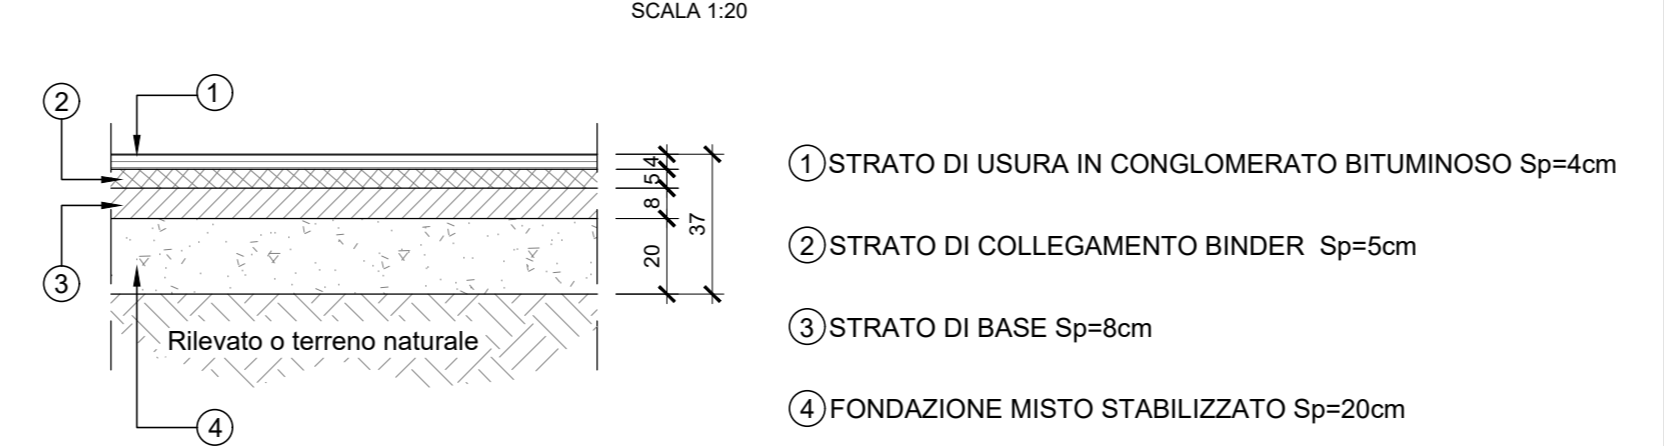 SCALA 1:20
1
2
3
4
Rilevato o terreno naturale
4
5
8
20
37
1 STRATO DI USURA IN CONGLOMERATO BITUMINOSO Sp=4cm
2 STRATO DI COLLEGAMENTO BINDER Sp=5cm
3 STRATO DI BASE Sp=8cm
4 FONDAZIONE MISTO STABILIZZATO Sp=20cm